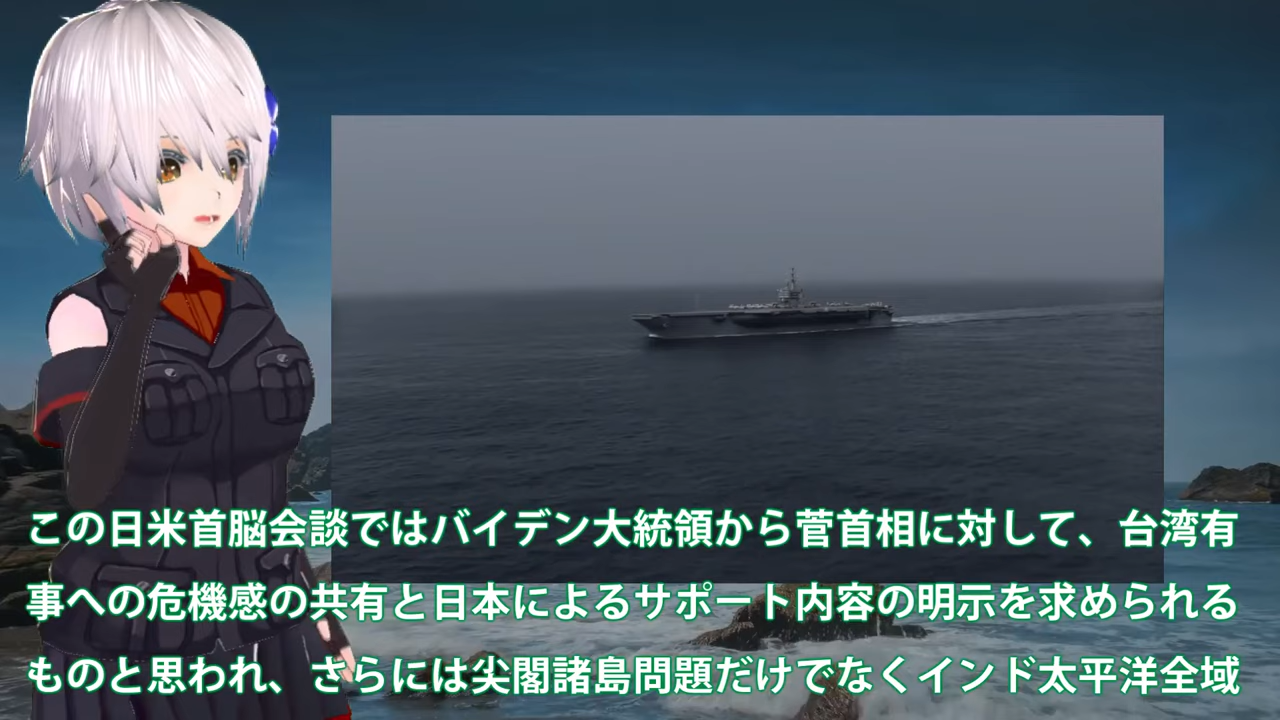 この日米首脳会談ではバイデン大統領から菅首相に対して、台湾有
事への危機感の共有と日本によるサポート内容の明示を求められる
ものと思われ、さらには尖閣諸島問題だけでなくインド太平洋全域